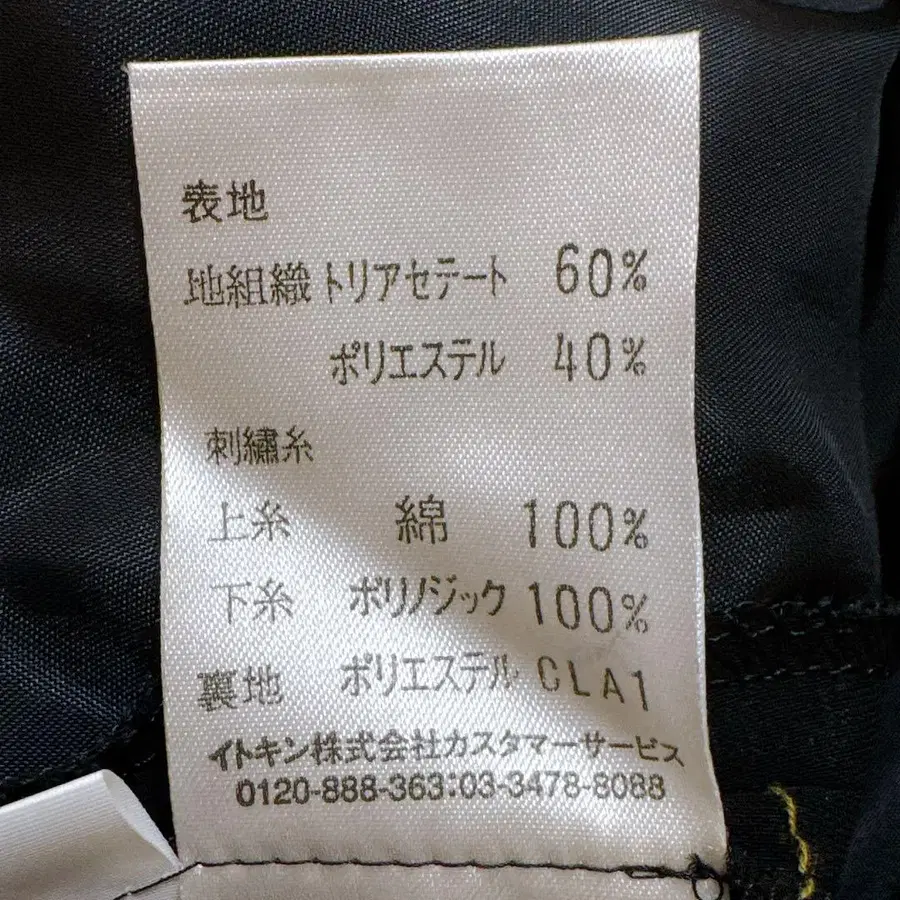 表地
地組織 トリアセテート 60%
ポリエステル 40%
刺繡糸
上糸 綿 100%
下糸 ポリノジック 100%
裏地 ポリエステル CLA1
イトキン株式会社カスタマーサービス
0120-888-363:03-3478-8088